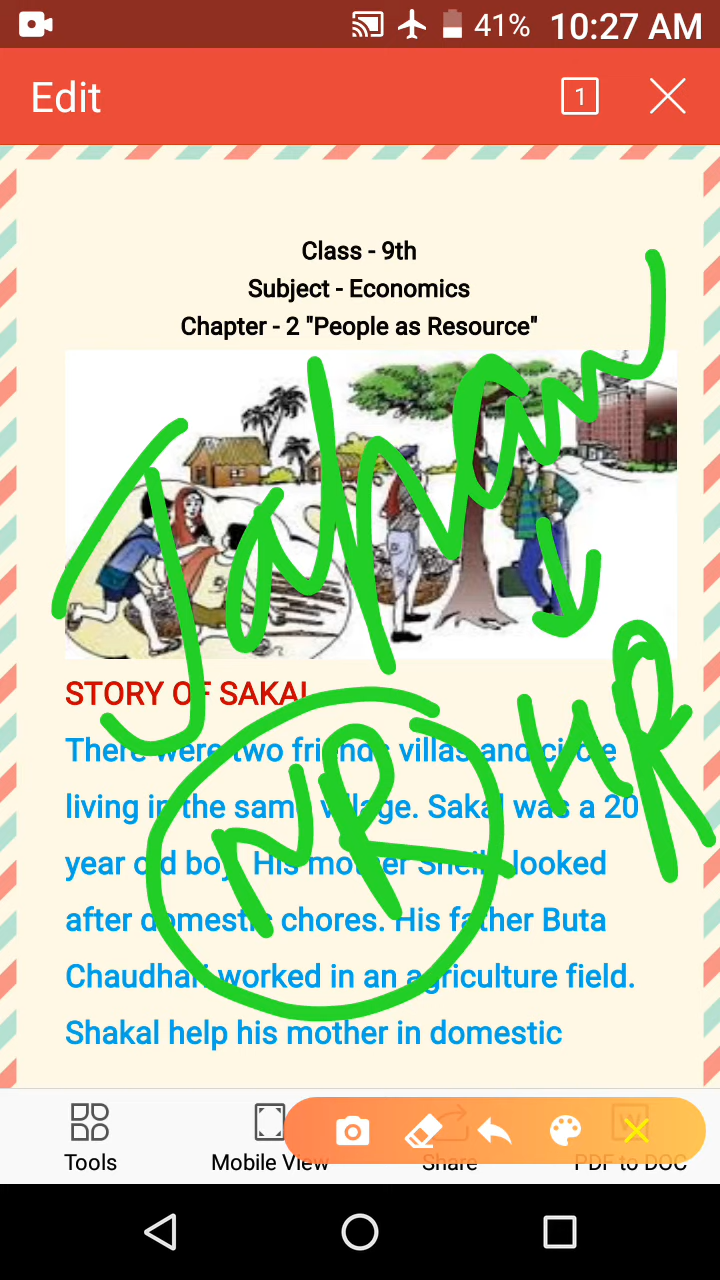 41% 10:27 AM
Edit 1
Class - 9th
Subject - Economics
Chapter - 2 "People as Resource"
Japan
STORY OF SAKAL
HR
There were two friends villas and circle
NR
living in the same village. Sakal was a 20
year old boy. His mother Sheila looked
after domestic chores. His father Buta
Chaudhari worked in an agriculture field.
Shakal help his mother in domestic
Tools Mobile View Share PDF to DOC